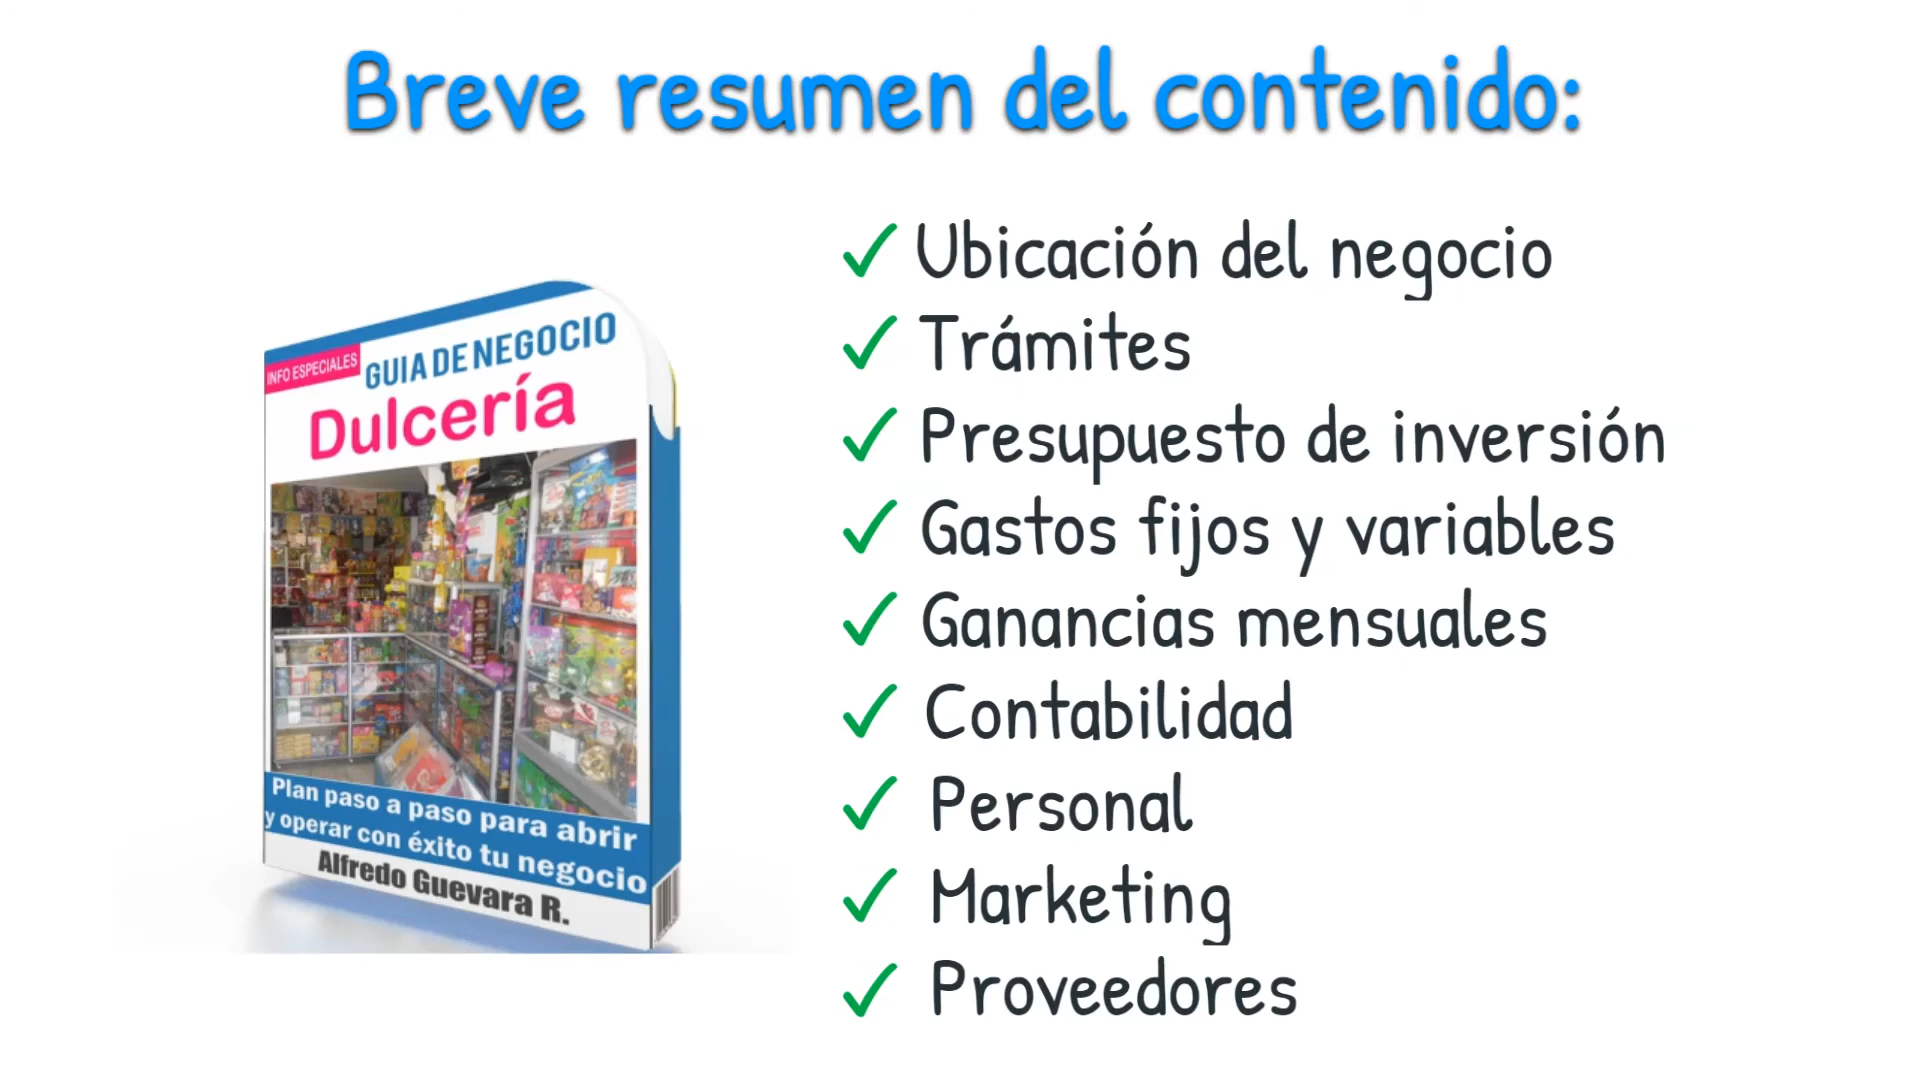 Breve resumen del contenido:
INFO ESPECIALES
GUIA DE NEGOCIO
Dulcería
Plan paso a paso para abrir
y operar con éxito tu negocio
Alfredo Guevara R.
✓ Ubicación del negocio
✓ Trámites
✓ Presupuesto de inversión
✓ Gastos fijos y variables
✓ Ganancias mensuales
✓ Contabilidad
✓ Personal
✓ Marketing
✓ Proveedores